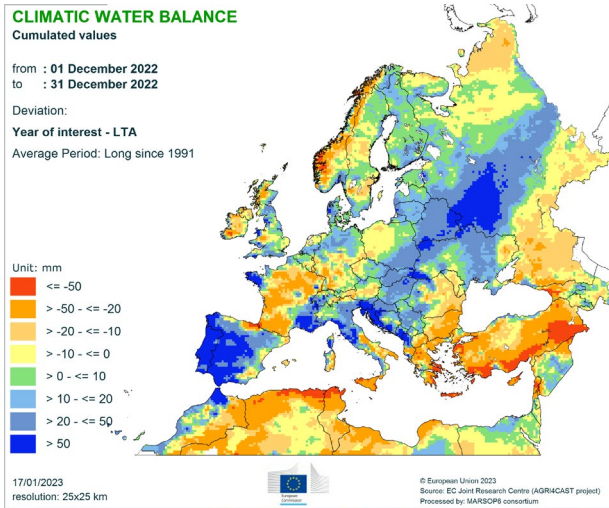 CLIMATIC WATER BALANCE
Cumulated values
from : 01 December 2022
to : 31 December 2022
Deviation:
Year of interest - LTA
Average Period: Long since 1991
Unit: mm
<= -50
> -50 - <= -20
> -20 - <= -10
> -10 - <= 0
> 0 - <= 10
> 10 - <= 20
> 20 - <= 50
> 50
17/01/2023
resolution: 25x25 km
European
Commission
© European Union 2023
Source: EC Joint Research Centre (AGRI4CAST project)
Processed by: MARSOP6 consortium